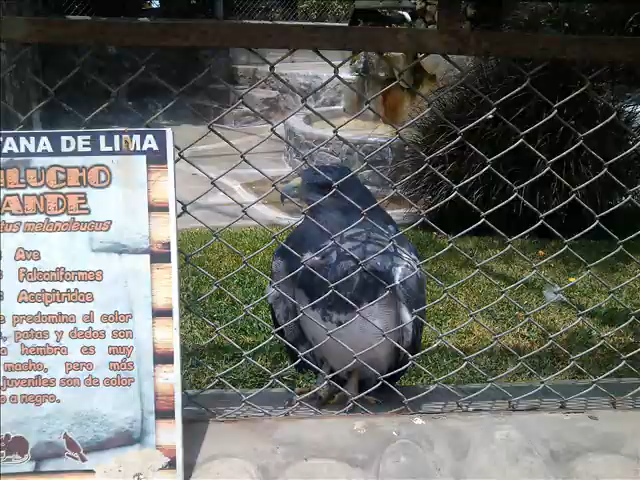 TANA DE LIMA
LUCHO
ANDE
tus melanoleucus
Ave
Falconiformes
Accipitridae
e predomina el color
, patas y dedos son
a hembra es muy
macho, pero más
juveniles son de color
o a negro.